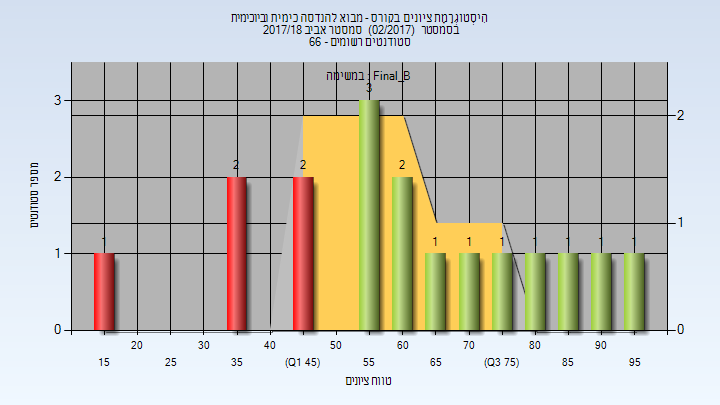 היסטוגרמת ציונים בקורס - מבוא להנדסה כימית וביוכימית
בסמסטר (02/2017) סמסטר אביב 2017/18
סטודנטים רשומים - 66
במשימה : Final_B
מספר סטודנטים
3
2
1
0
2
1
0
1
2
2
3
2
1
1
1
1
1
1
1
20 30 40 50 60 70 80 90
15 25 35 (Q1 45) 55 65 (Q3 75) 85 95
טווח ציונים